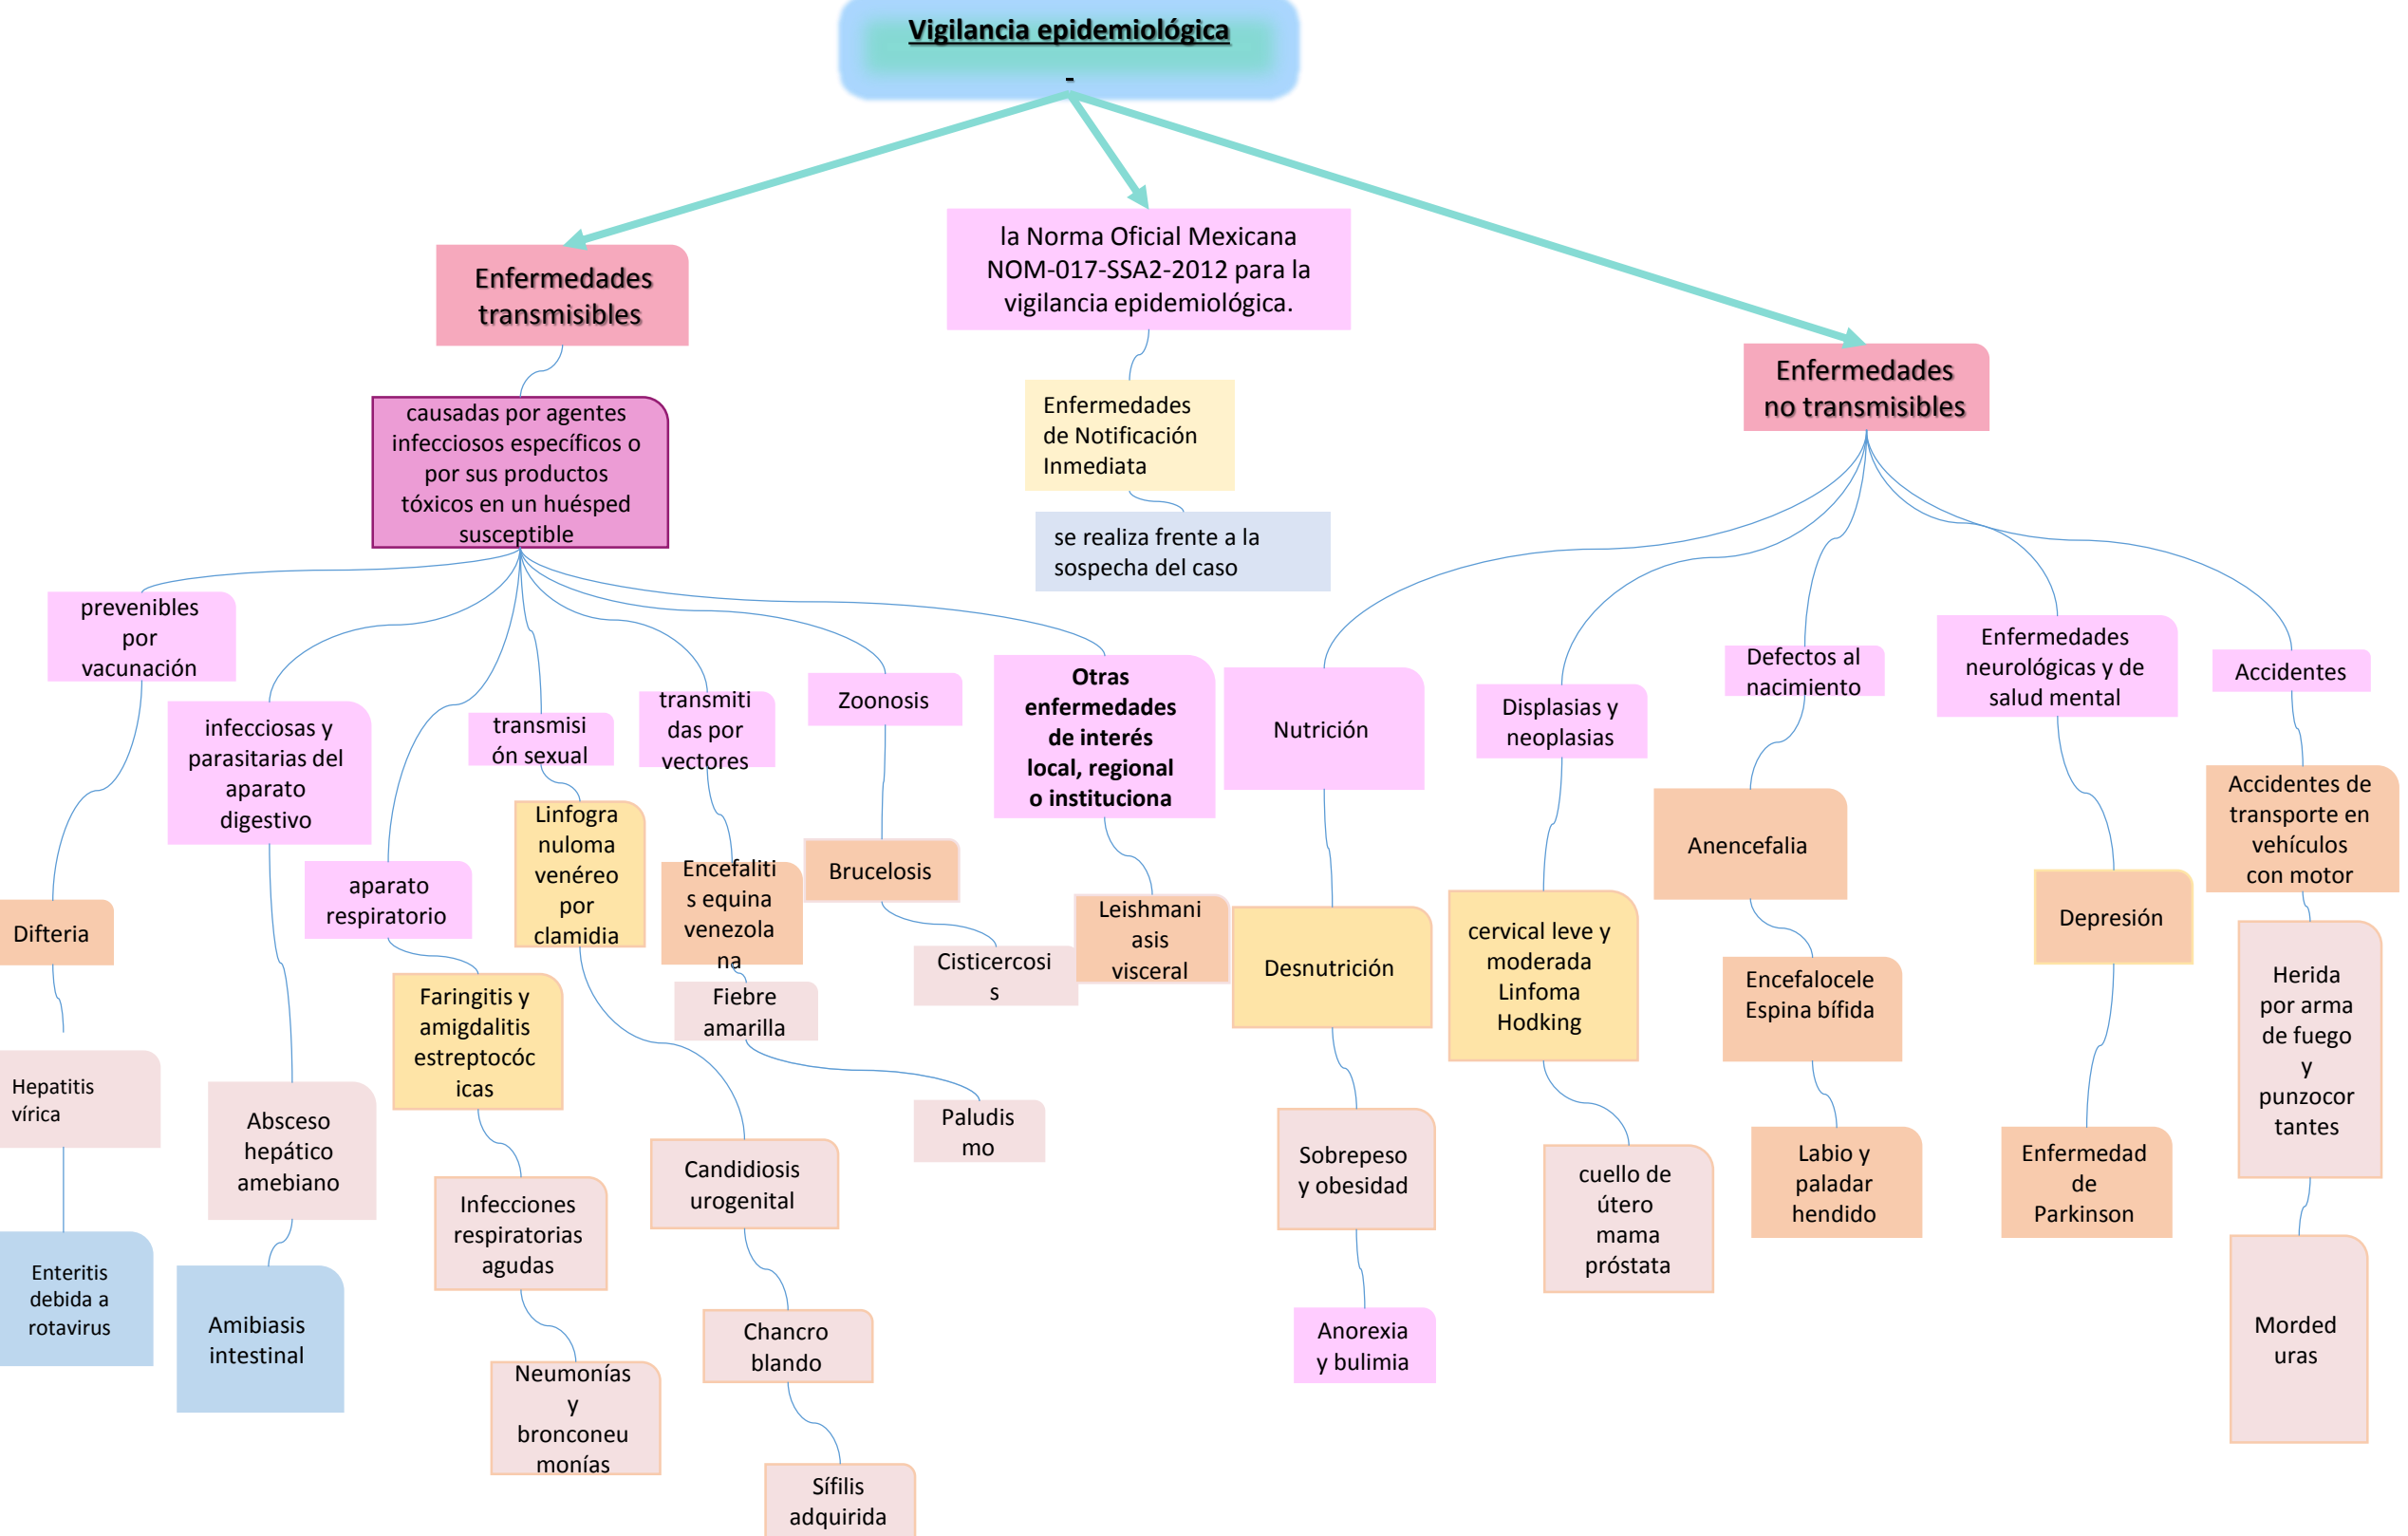 Vigilancia epidemiológica
-
la Norma Oficial Mexicana
NOM-017-SSA2-2012 para la
vigilancia epidemiológica.
Enfermedades
transmisibles
Enfermedades
no transmisibles
causadas por agentes
infecciosos específicos o
por sus productos
tóxicos en un huésped
susceptible
Enfermedades
de Notificación
Inmediata
se realiza frente a la
sospecha del caso
prevenibles
por
vacunación
infecciosas y
parasitarias del
aparato
digestivo
aparato
respiratorio
transmisi
ón sexual
transmiti
das por
vectores
Zoonosis
Otras
enfermedades
de interés
local, regional
o instituciona
Nutrición
Displasias y
neoplasias
Defectos al
nacimiento
Enfermedades
neurológicas y de
salud mental
Accidentes
Difteria
Hepatitis
vírica
Enteritis
debida a
rotavirus
Absceso
hepático
amebiano
Amibiasis
intestinal
Faringitis y
amigdalitis
estreptocóc
icas
Infecciones
respiratorias
agudas
Neumonías
y
bronconeu
monías
Linfogra
nuloma
venéreo
por
clamidia
Candidiosis
urogenital
Chancro
blando
Sífilis
adquirida
Encefaliti
s equina
venezola
na
Fiebre
amarilla
Paludis
mo
Brucelosis
Cisticercosi
s
Leishmani
asis
visceral
Desnutrición
Sobrepeso
y obesidad
Anorexia
y bulimia
cervical leve y
moderada
Linfoma
Hodking
cuello de
útero
mama
próstata
Anencefalia
Encefalocele
Espina bífida
Labio y
paladar
hendido
Depresión
Enfermedad
de
Parkinson
Accidentes de
transporte en
vehículos
con motor
Herida
por arma
de fuego
y
punzocor
tantes
Morded
uras